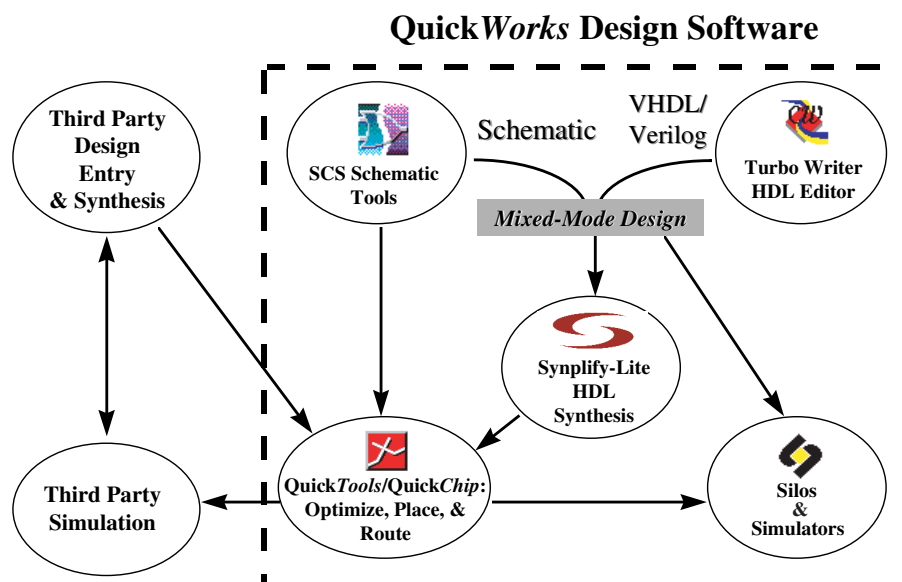 QuickWorks Design Software
Third Party
Design
Entry
& Synthesis
SCS Schematic
Tools
Schematic
VHDL/
Verilog
Turbo Writer
HDL Editor
Mixed-Mode Design
Synplify-Lite
HDL
Synthesis
Third Party
Simulation
QuickTools/QuickChip:
Optimize, Place, &
Route
Silos
&
Simulators